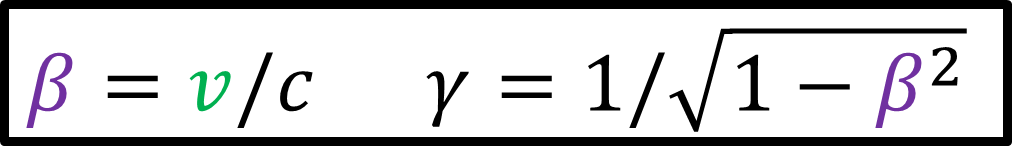 β = v/c γ = 1/√1 − β²